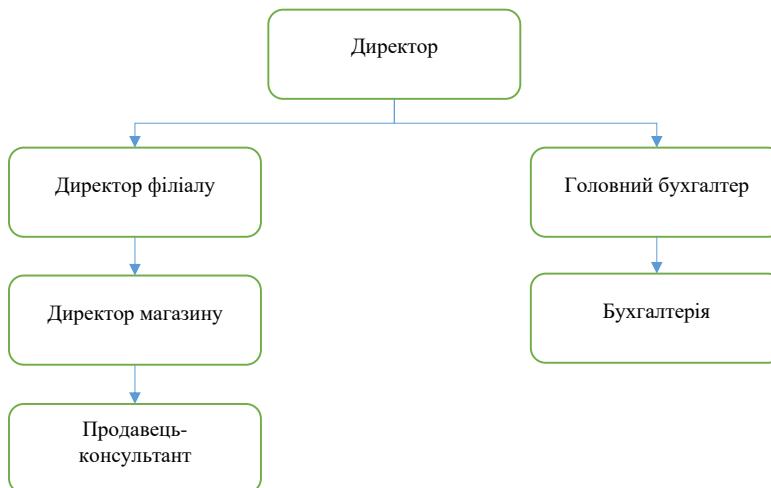 Директор
Директор філіалу
Головний бухгалтер
Директор магазину
Бухгалтерія
Продавець-
консультант